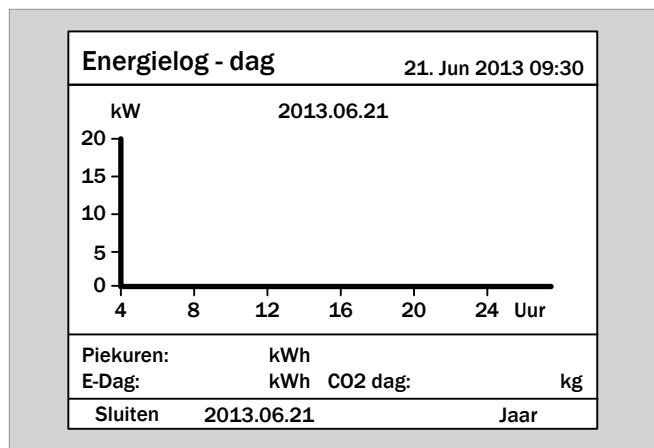 Energielog - dag 21. Jun 2013 09:30
kW 2013.06.21
20
15
10
5
0
4 8 12 16 20 24 Uur
Piekuren: kWh
E-Dag: kWh CO2 dag: kg
Sluiten 2013.06.21 Jaar